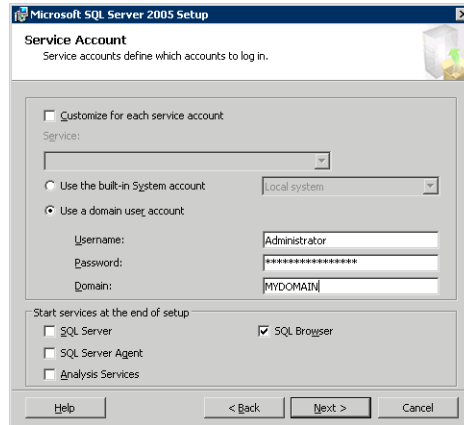 Microsoft SQL Server 2005 Setup
Service Account
Service accounts define which accounts to log in.
Customize for each service account
Service:
Use the built-in System account
Local system
Use a domain user account
Username:
Administrator
Password:
****************
Domain:
MYDOMAIN
Start services at the end of setup
SQL Server
SQL Browser
SQL Server Agent
Analysis Services
Help
< Back
Next >
Cancel